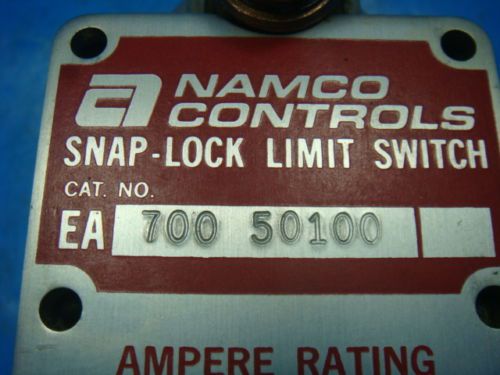 NAMCO
CONTROLS
SNAP-LOCK LIMIT SWITCH
CAT. NO.
EA 700 50100
AMPERE RATING